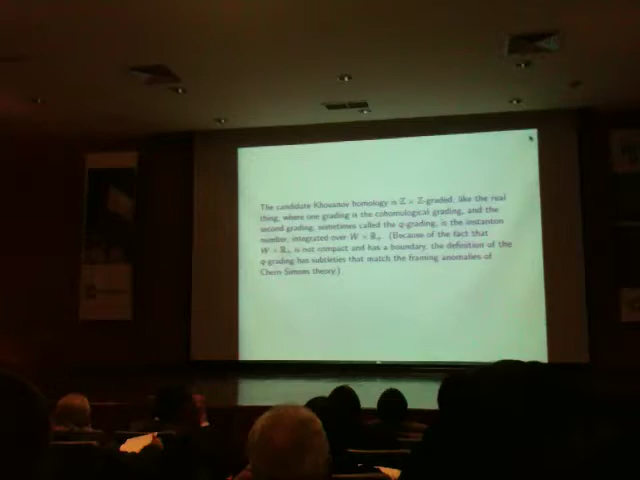 The candidate Khovanov homology is ℤ × ℤ-graded, like the real
thing, where one grading is the cohomological grading, and the
second grading, sometimes called the q-grading, is the instanton
number, integrated over W × ℝ₊. (Because of the fact that
W × ℝ₊ is not compact and has a boundary, the definition of the
q-grading has subtleties that match the framing anomalies of
Chern-Simons theory.)